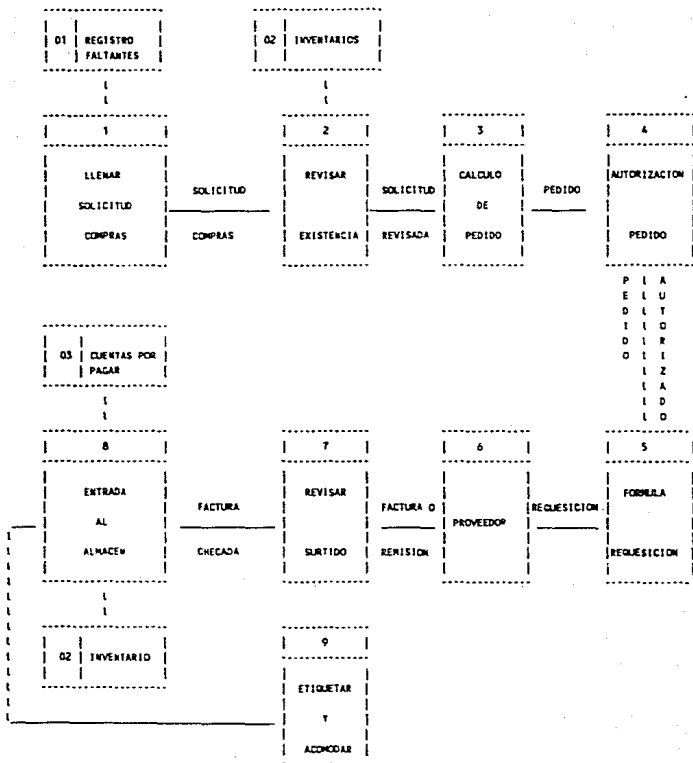 01 REGISTRO
FALTANTES
02 INVENTARIOS
1
LLENAR
SOLICITUD
COMPRAS
SOLICITUD
COMPRAS
2
REVISAR
EXISTENCIA
SOLICITUD
REVISADA
3
CALCULO
DE
PEDIDO
PEDIDO
4
AUTORIZACION
PEDIDO
PEDIDO
AUTORIZADO
03 CUENTAS POR
PAGAR
8
ENTRADA
AL
ALMACEN
FACTURA
CHECADA
7
REVISAR
SURTIDO
FACTURA O
REMISION
6
PROVEEDOR
REQUESICION
5
FORMULA
REQUESICION
02 INVENTARIO
9
ETIQUETAR
Y
ACOMODAR